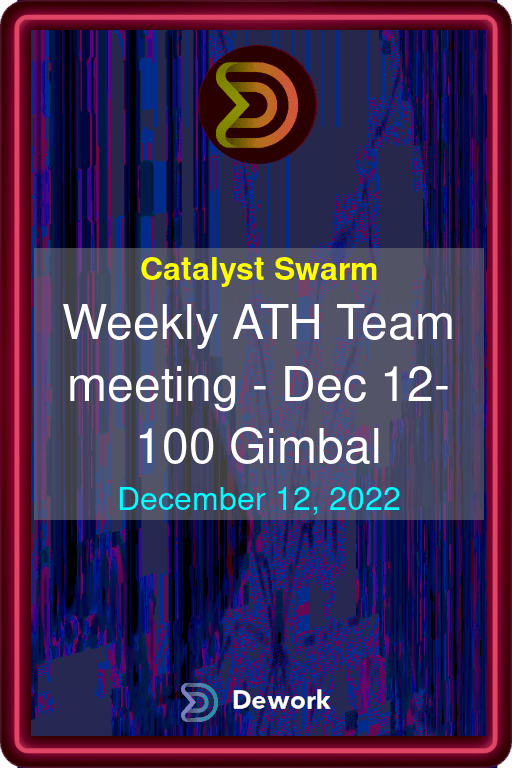 Catalyst Swarm
Weekly ATH Team
meeting - Dec 12-
100 Gimbal
December 12, 2022
Dework